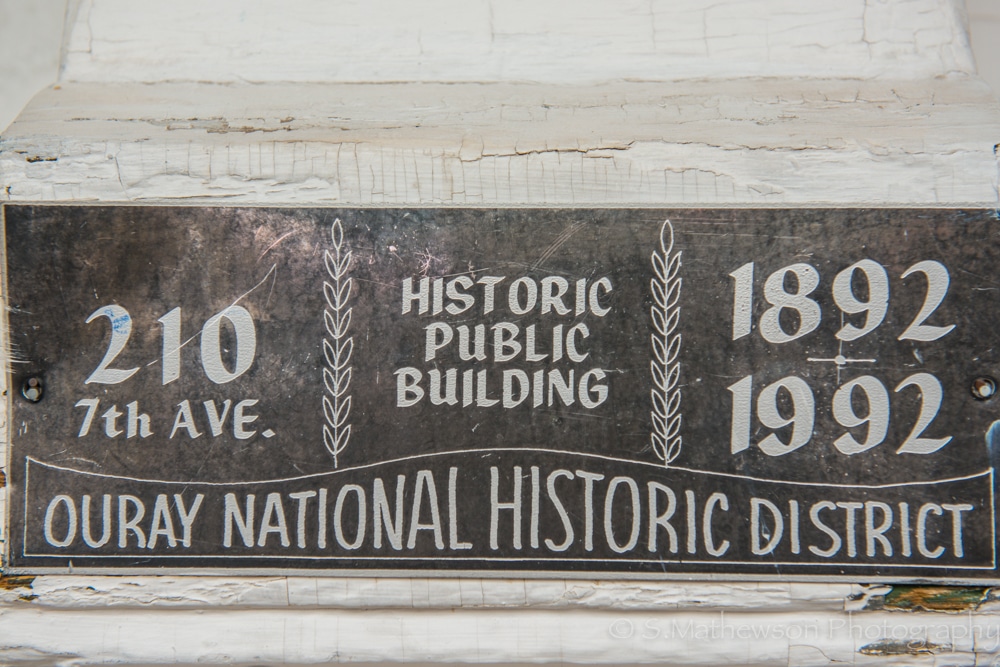 210
7th AVE.
HISTORIC
PUBLIC
BUILDING
1892
1992
OURAY NATIONAL HISTORIC DISTRICT
© S.Mathewson Photography